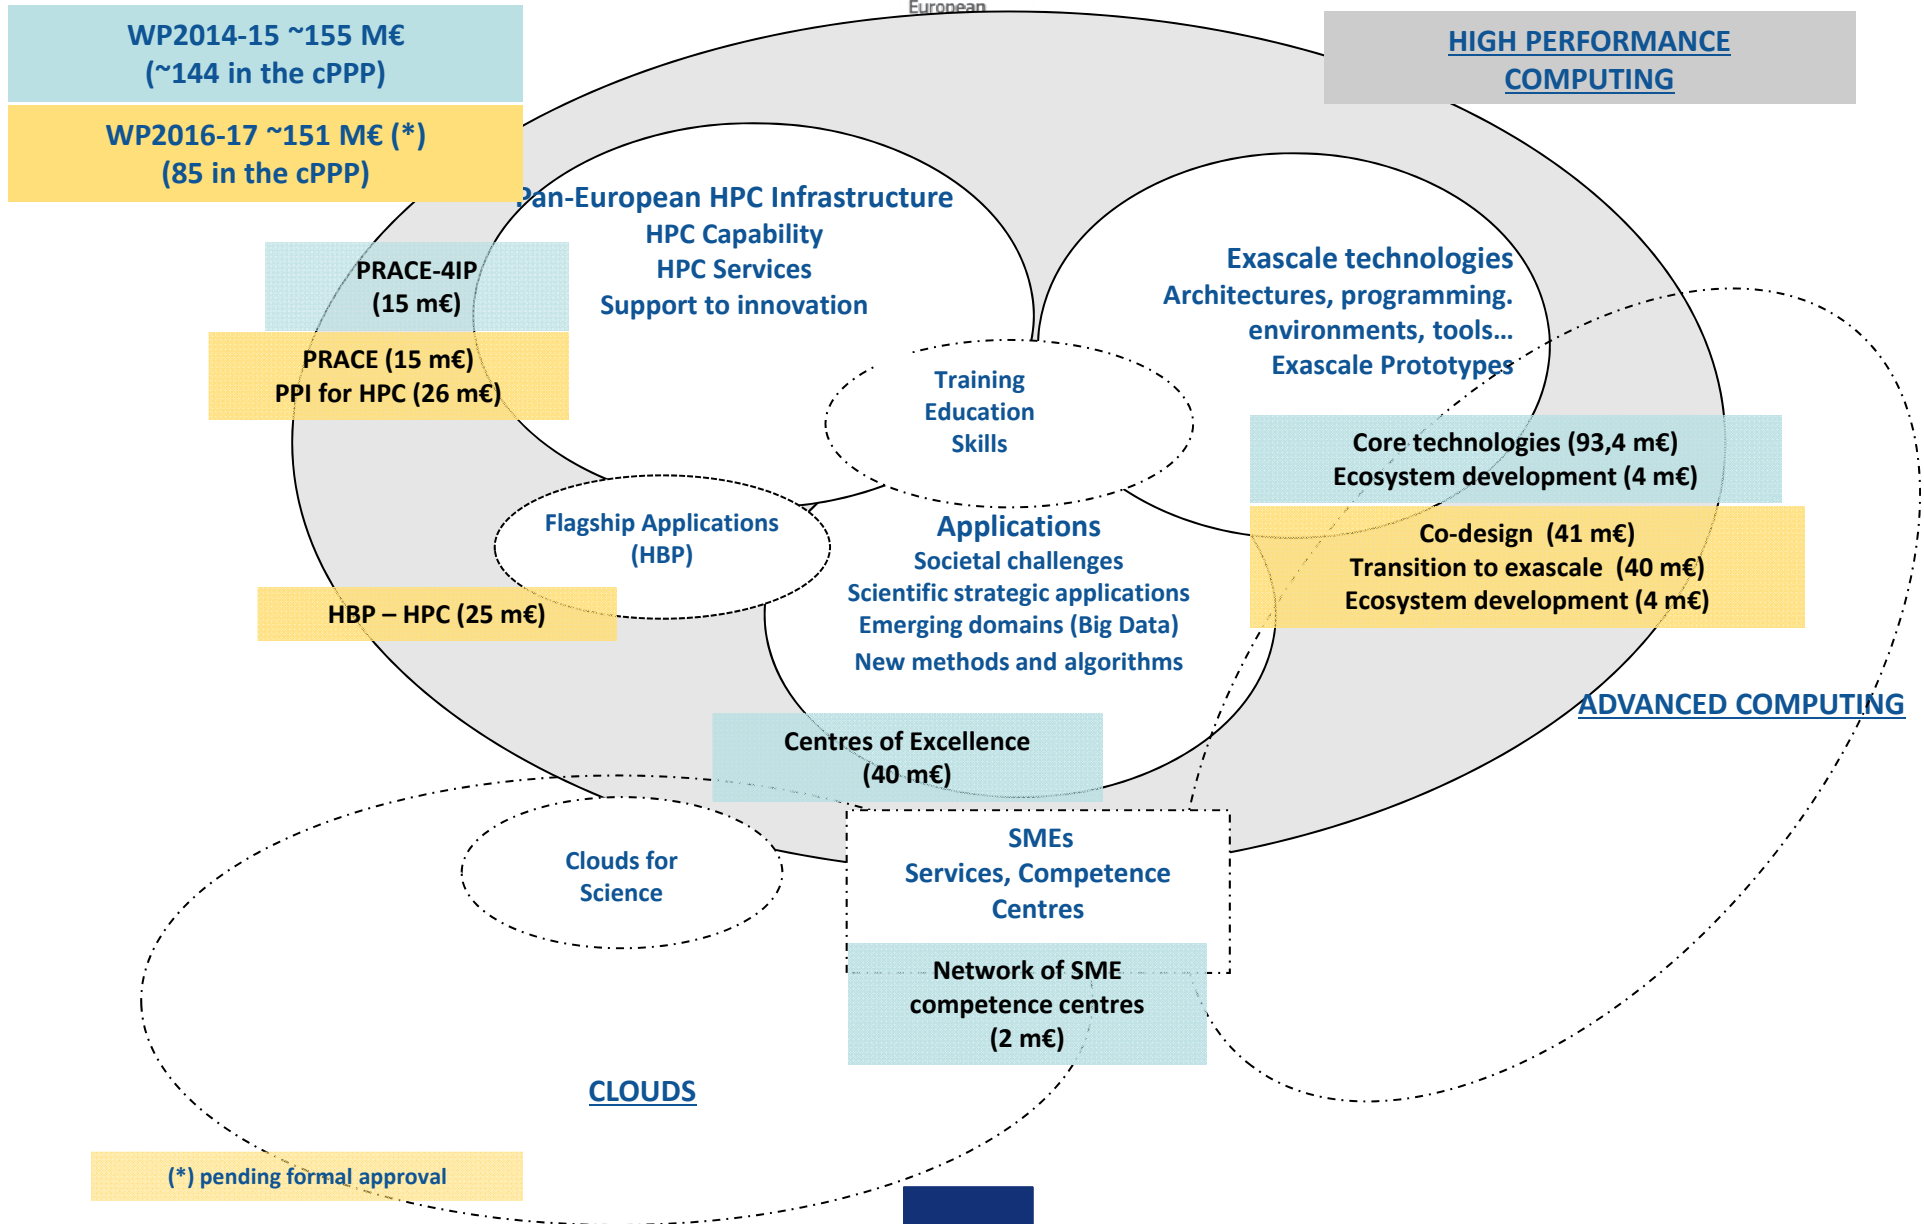 European
WP2014-15 ~155 M€
(~144 in the cPPP)
HIGH PERFORMANCE
COMPUTING
WP2016-17 ~151 M€ (*)
(85 in the cPPP)
Pan-European HPC Infrastructure
HPC Capability
HPC Services
Support to innovation
Exascale technologies
Architectures, programming.
environments, tools…
Exascale Prototypes
PRACE-4IP
(15 m€)
PRACE (15 m€)
PPI for HPC (26 m€)
Training
Education
Skills
Core technologies (93,4 m€)
Ecosystem development (4 m€)
Co-design (41 m€)
Transition to exascale (40 m€)
Ecosystem development (4 m€)
Flagship Applications
(HBP)
HBP – HPC (25 m€)
Applications
Societal challenges
Scientific strategic applications
Emerging domains (Big Data)
New methods and algorithms
ADVANCED COMPUTING
Centres of Excellence
(40 m€)
Clouds for
Science
SMEs
Services, Competence
Centres
Network of SME
competence centres
(2 m€)
CLOUDS
(*) pending formal approval